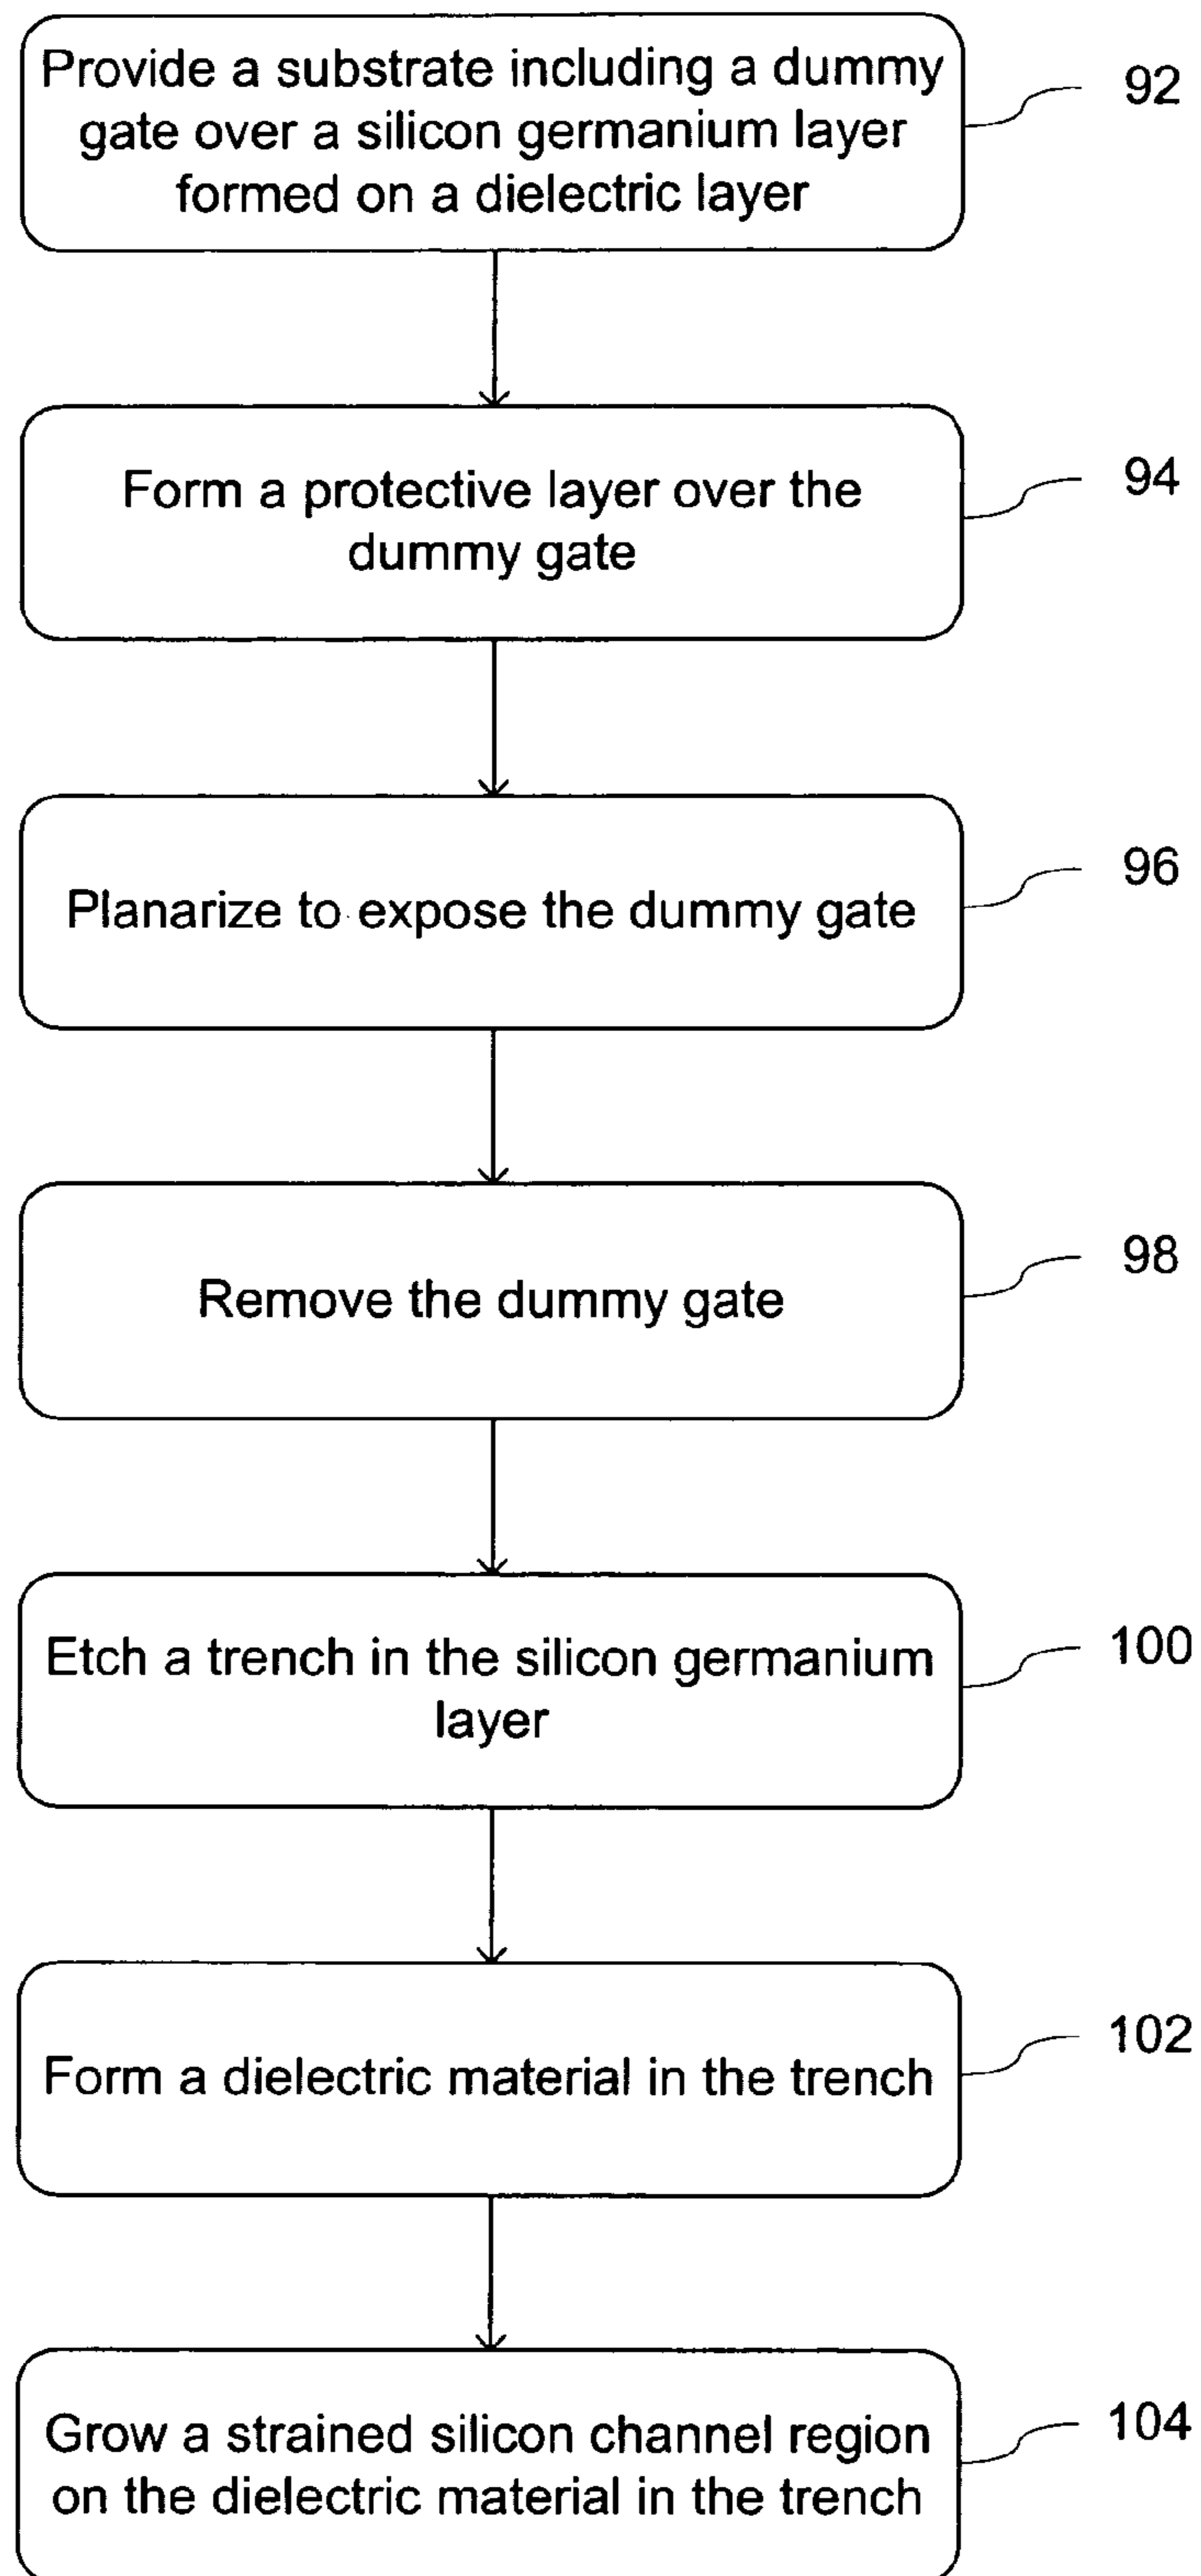 Provide a substrate including a dummy
gate over a silicon germanium layer
formed on a dielectric layer
92
Form a protective layer over the
dummy gate
94
Planarize to expose the dummy gate
96
Remove the dummy gate
98
Etch a trench in the silicon germanium
layer
100
Form a dielectric material in the trench
102
Grow a strained silicon channel region
on the dielectric material in the trench
104